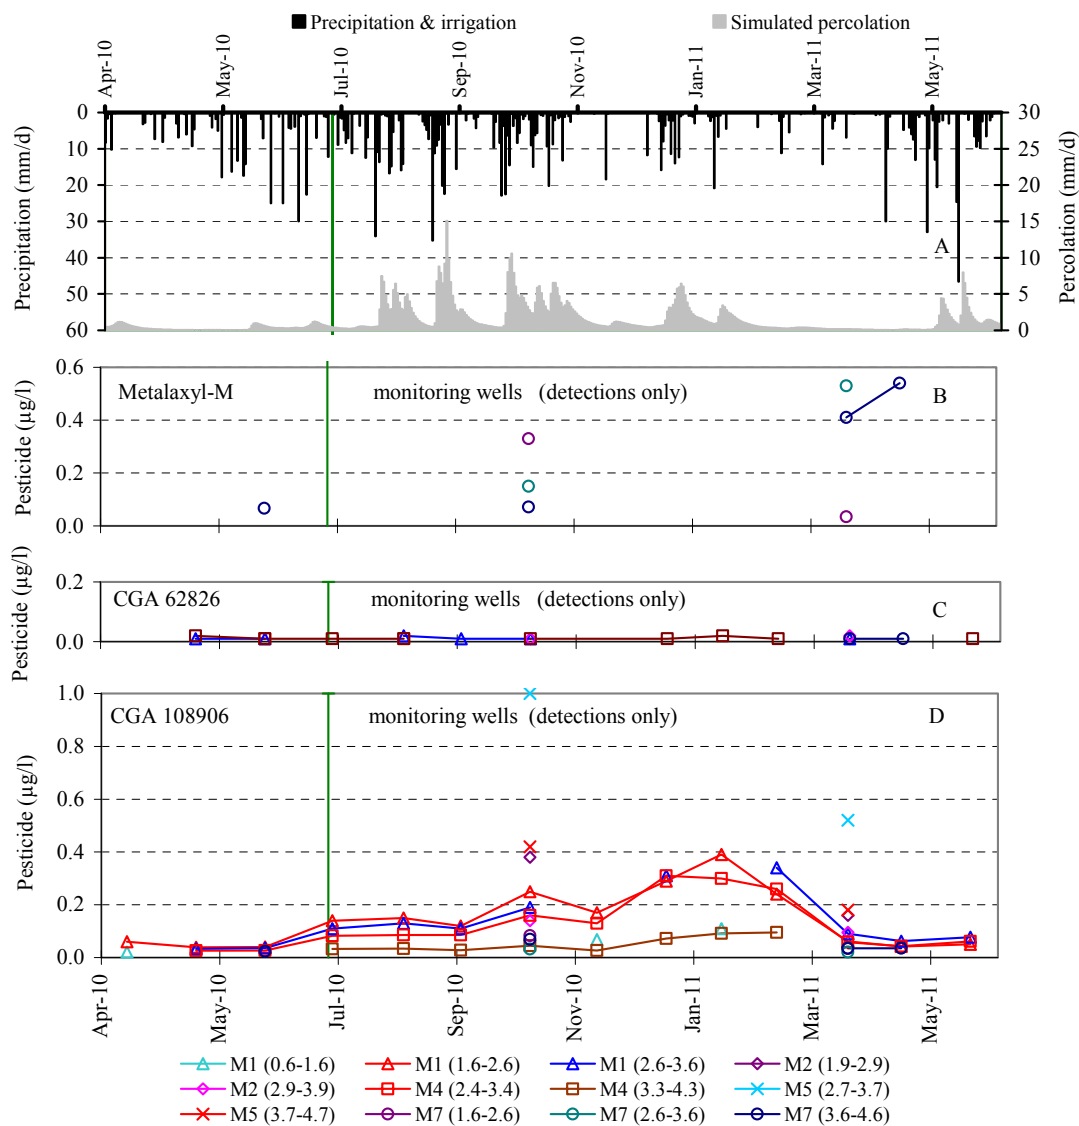 Precipitation & irrigation Simulated percolation
Apr-10 May-10 Jul-10 Sep-10 Nov-10 Jan-11 Mar-11 May-11
Precipitation (mm/d)
0 10 20 30 40 50 60
A
30 25 20 15 10 5 0
Percolation (mm/d)
Pesticide (µg/l)
0.6 0.4 0.2 0.0
Metalaxyl-M monitoring wells (detections only) B
Pesticide (µg/l)
0.2 0.0
CGA 62826 monitoring wells (detections only) C
Pesticide (µg/l)
1.0 0.8 0.6 0.4 0.2 0.0
CGA 108906 monitoring wells (detections only) D
Apr-10 May-10 Jul-10 Sep-10 Nov-10 Jan-11 Mar-11 May-11
M1 (0.6-1.6) M1 (1.6-2.6) M1 (2.6-3.6) M2 (1.9-2.9)
M2 (2.9-3.9) M4 (2.4-3.4) M4 (3.3-4.3) M5 (2.7-3.7)
M5 (3.7-4.7) M7 (1.6-2.6) M7 (2.6-3.6) M7 (3.6-4.6)